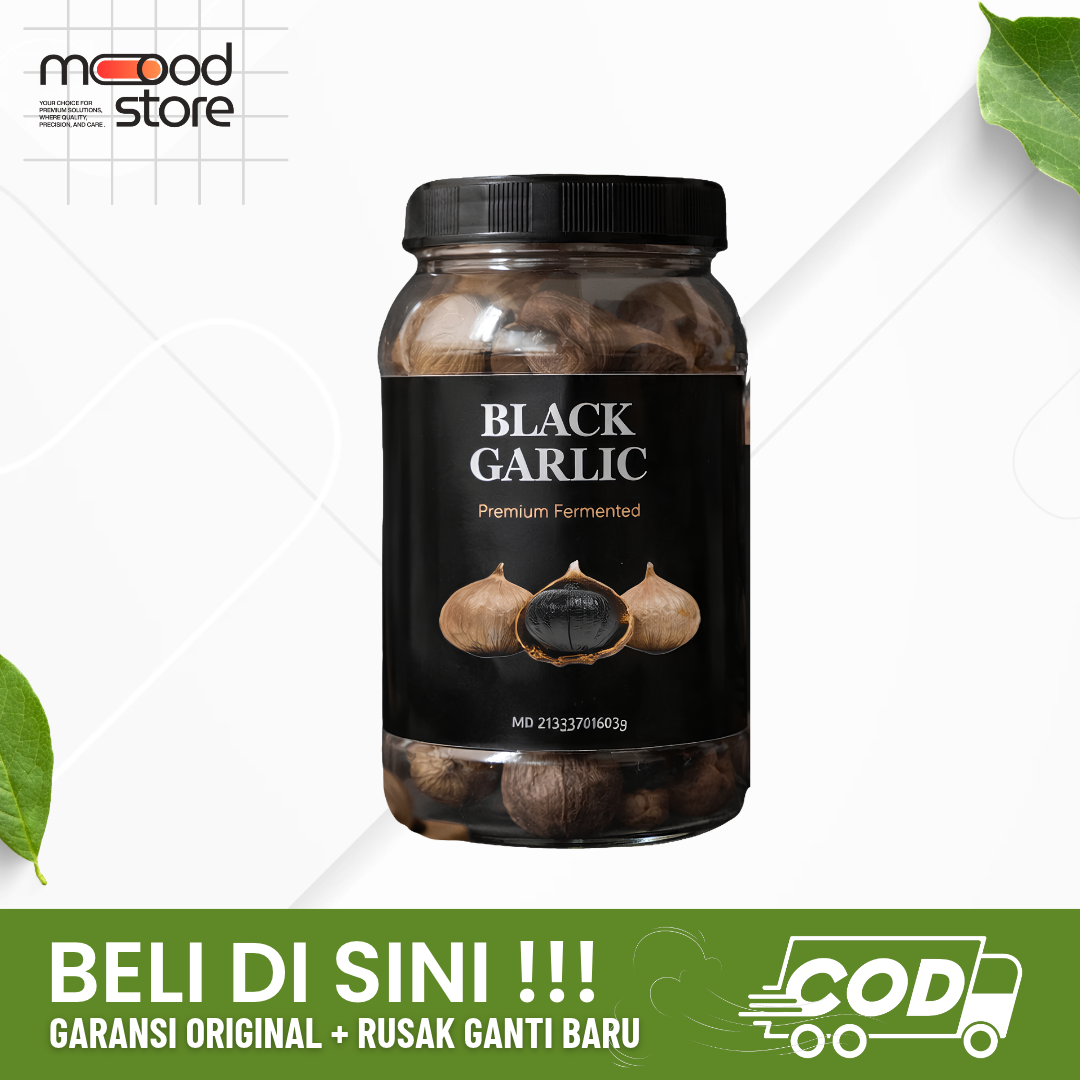 mood
store
YOUR CHOICE FOR
PREMIUM SOLUTIONS,
WHERE QUALITY,
PRECISION, AND CARE.
BLACK
GARLIC
Premium Fermented
MD 213337016039
BELI DI SINI !!!
GARANSI ORIGINAL + RUSAK GANTI BARU
COD